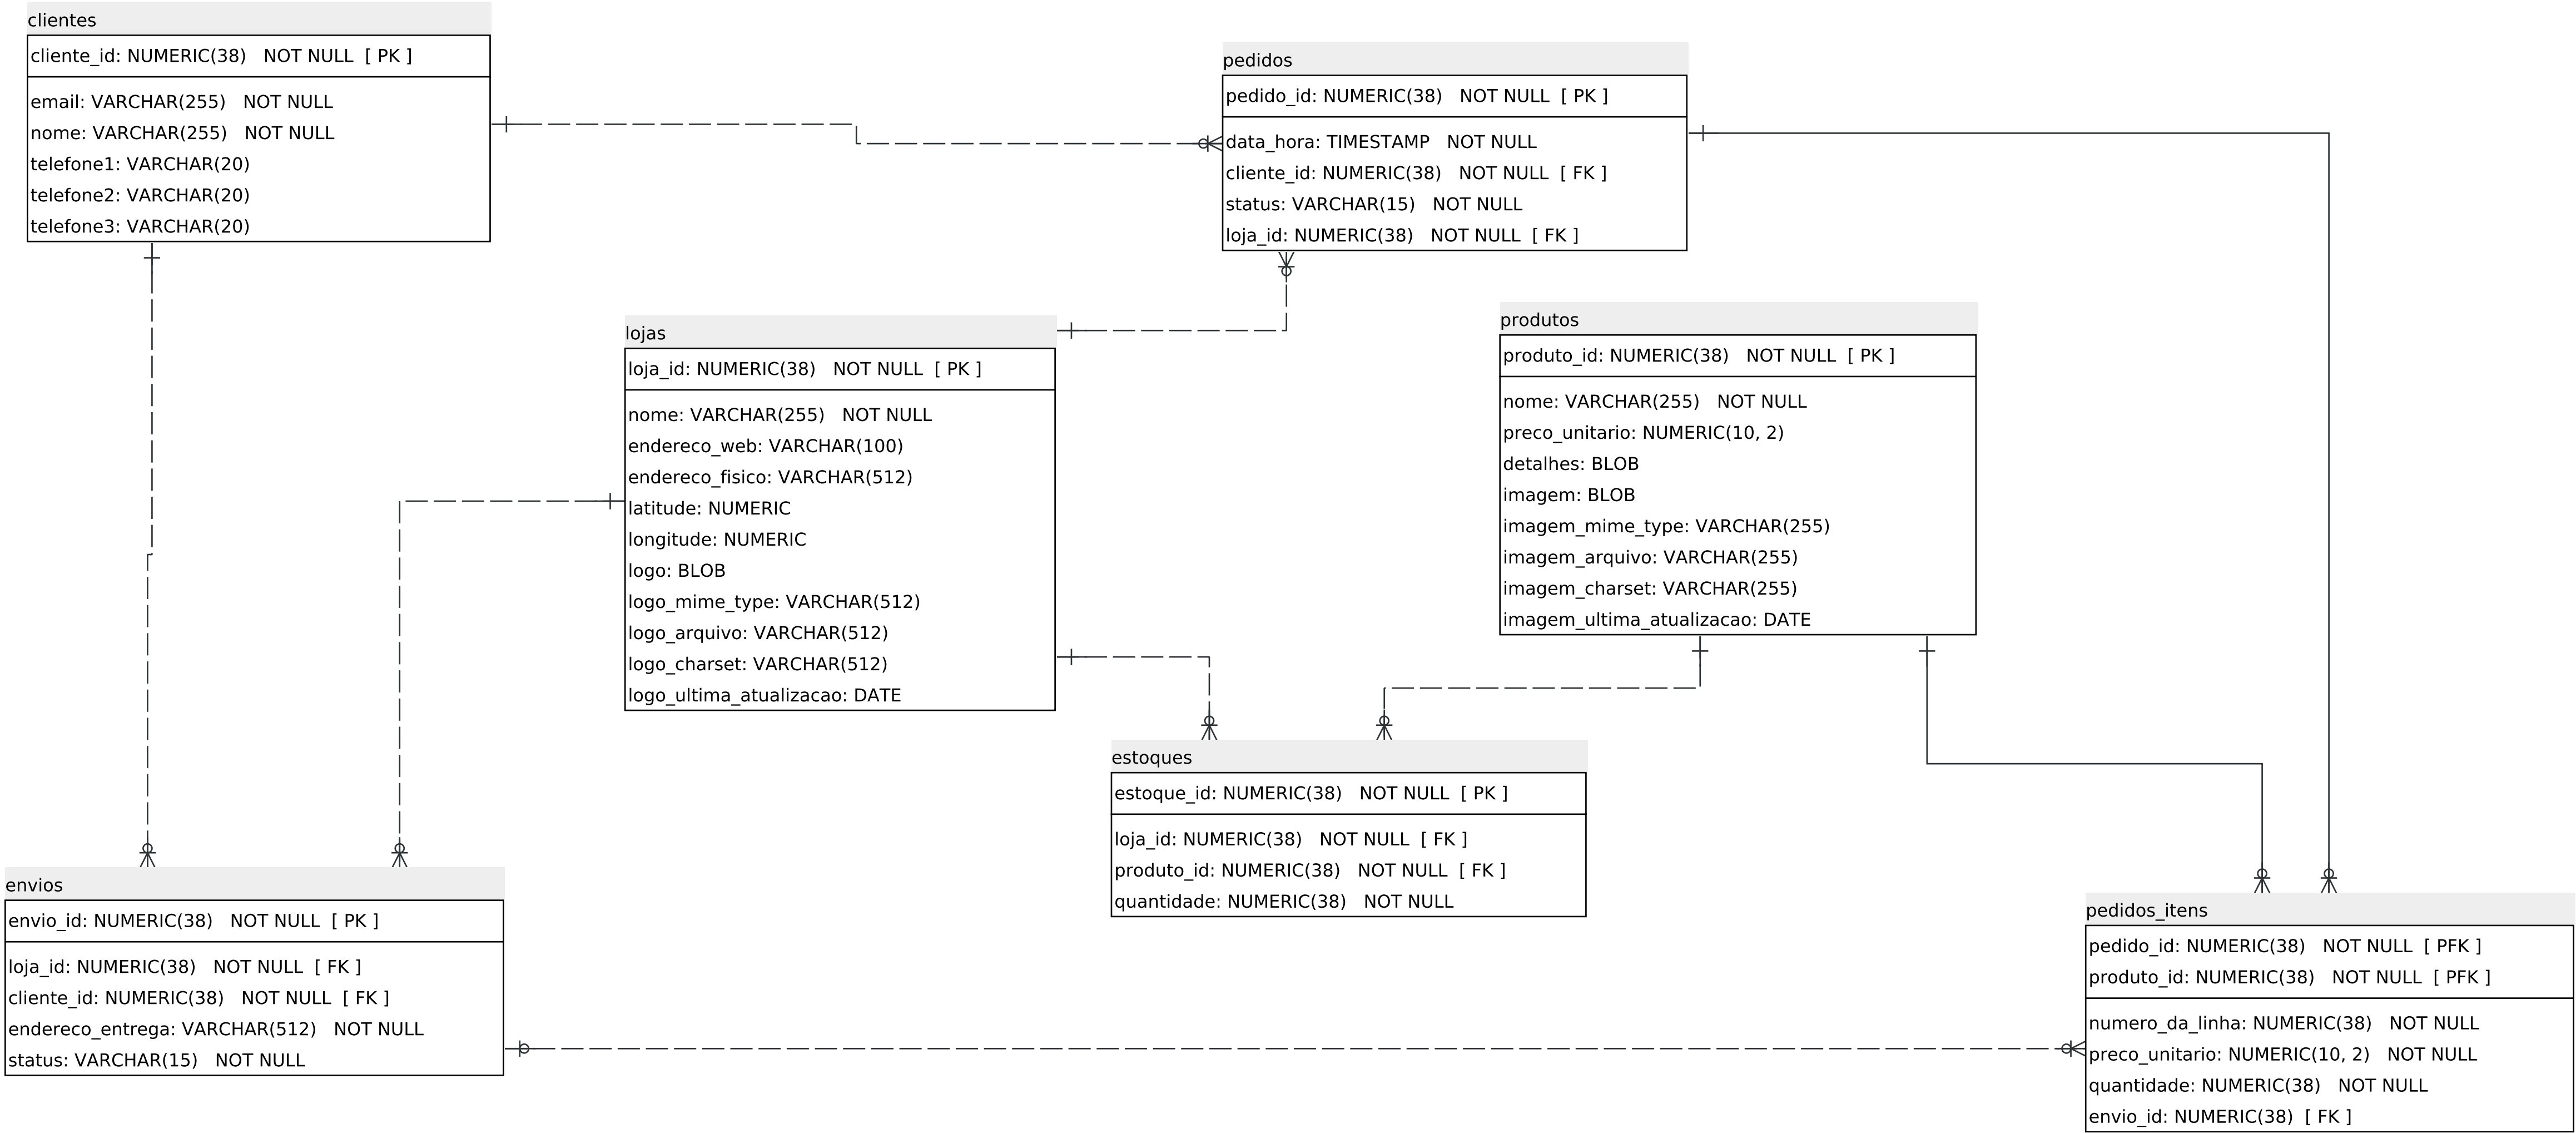 clientes
cliente_id: NUMERIC(38)   NOT NULL  [ PK ]
email: VARCHAR(255)   NOT NULL
nome: VARCHAR(255)   NOT NULL
telefone1: VARCHAR(20)
telefone2: VARCHAR(20)
telefone3: VARCHAR(20)
pedidos
pedido_id: NUMERIC(38)   NOT NULL  [ PK ]
data_hora: TIMESTAMP   NOT NULL
cliente_id: NUMERIC(38)   NOT NULL  [ FK ]
status: VARCHAR(15)   NOT NULL
loja_id: NUMERIC(38)   NOT NULL  [ FK ]
lojas
loja_id: NUMERIC(38)   NOT NULL  [ PK ]
nome: VARCHAR(255)   NOT NULL
endereco_web: VARCHAR(100)
endereco_fisico: VARCHAR(512)
latitude: NUMERIC
longitude: NUMERIC
logo: BLOB
logo_mime_type: VARCHAR(512)
logo_arquivo: VARCHAR(512)
logo_charset: VARCHAR(512)
logo_ultima_atualizacao: DATE
produtos
produto_id: NUMERIC(38)   NOT NULL  [ PK ]
nome: VARCHAR(255)   NOT NULL
preco_unitario: NUMERIC(10, 2)
detalhes: BLOB
imagem: BLOB
imagem_mime_type: VARCHAR(255)
imagem_arquivo: VARCHAR(255)
imagem_charset: VARCHAR(255)
imagem_ultima_atualizacao: DATE
estoques
estoque_id: NUMERIC(38)   NOT NULL  [ PK ]
loja_id: NUMERIC(38)   NOT NULL  [ FK ]
produto_id: NUMERIC(38)   NOT NULL  [ FK ]
quantidade: NUMERIC(38)   NOT NULL
envios
envio_id: NUMERIC(38)   NOT NULL  [ PK ]
loja_id: NUMERIC(38)   NOT NULL  [ FK ]
cliente_id: NUMERIC(38)   NOT NULL  [ FK ]
endereco_entrega: VARCHAR(512)   NOT NULL
status: VARCHAR(15)   NOT NULL
pedidos_itens
pedido_id: NUMERIC(38)   NOT NULL  [ PFK ]
produto_id: NUMERIC(38)   NOT NULL  [ PFK ]
numero_da_linha: NUMERIC(38)   NOT NULL
preco_unitario: NUMERIC(10, 2)   NOT NULL
quantidade: NUMERIC(38)   NOT NULL
envio_id: NUMERIC(38)  [ FK ]